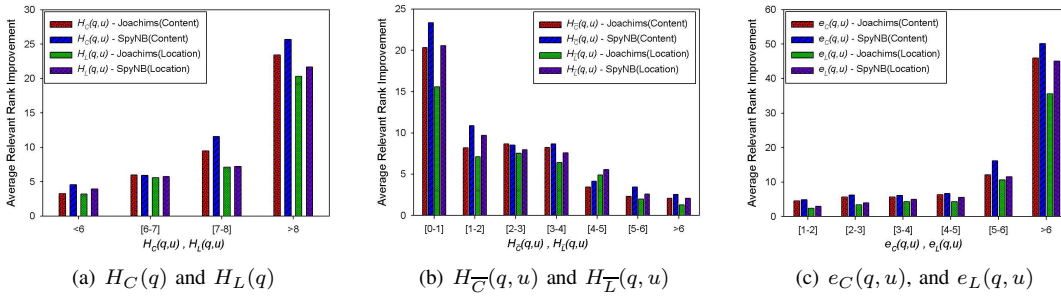 Average Relevant Rank Improvement
30
25
20
15
10
5
0
H_C(q,u) - Joachims(Content)
H_C(q,u) - SpyNB(Content)
H_L(q,u) - Joachims(Location)
H_L(q,u) - SpyNB(Location)
<6
[6-7]
[7-8]
>8
H_C(q,u) , H_L(q,u)
(a) H_C(q) and H_L(q)
Average Relevant Rank Improvement
25
20
15
10
5
0
H_C̅(q,u) - Joachims(Content)
H_C̅(q,u) - SpyNB(Content)
H_L̅(q,u) - Joachims(Location)
H_L̅(q,u) - SpyNB(Location)
[0-1]
[1-2]
[2-3]
[3-4]
[4-5]
[5-6]
>6
H_C̅(q,u) , H_L̅(q,u)
(b) H_C̅(q, u) and H_L̅(q, u)
Average Relevant Rank Improvement
60
50
40
30
20
10
0
e_C(q,u) - Joachims(Content)
e_C(q,u) - SpyNB(Content)
e_L(q,u) - Joachims(Location)
e_L(q,u) - SpyNB(Location)
[1-2]
[2-3]
[3-4]
[4-5]
[5-6]
>6
e_C(q,u) , e_L(q,u)
(c) e_C(q, u), and e_L(q, u)